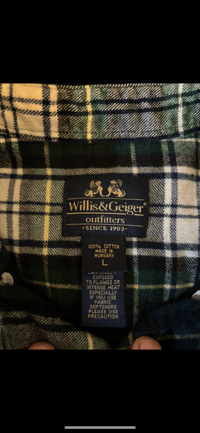 Willis&Geiger
outfitters
•SINCE 1902•
100% COTTON
MADE IN
HUNGARY
L
EXPOSED
TO FLAMES OR
INTENSE HEAT
ESPECIALLY
IF YOU USE
FABRIC
SOFTENERS
PLEASE USE
PRECAUTION